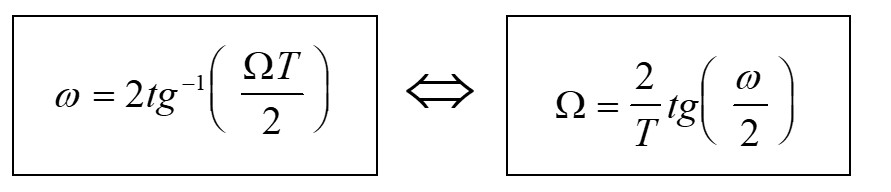 ω = 2tg⁻¹(ΩT/2) ⇔ Ω = 2/T tg(ω/2)